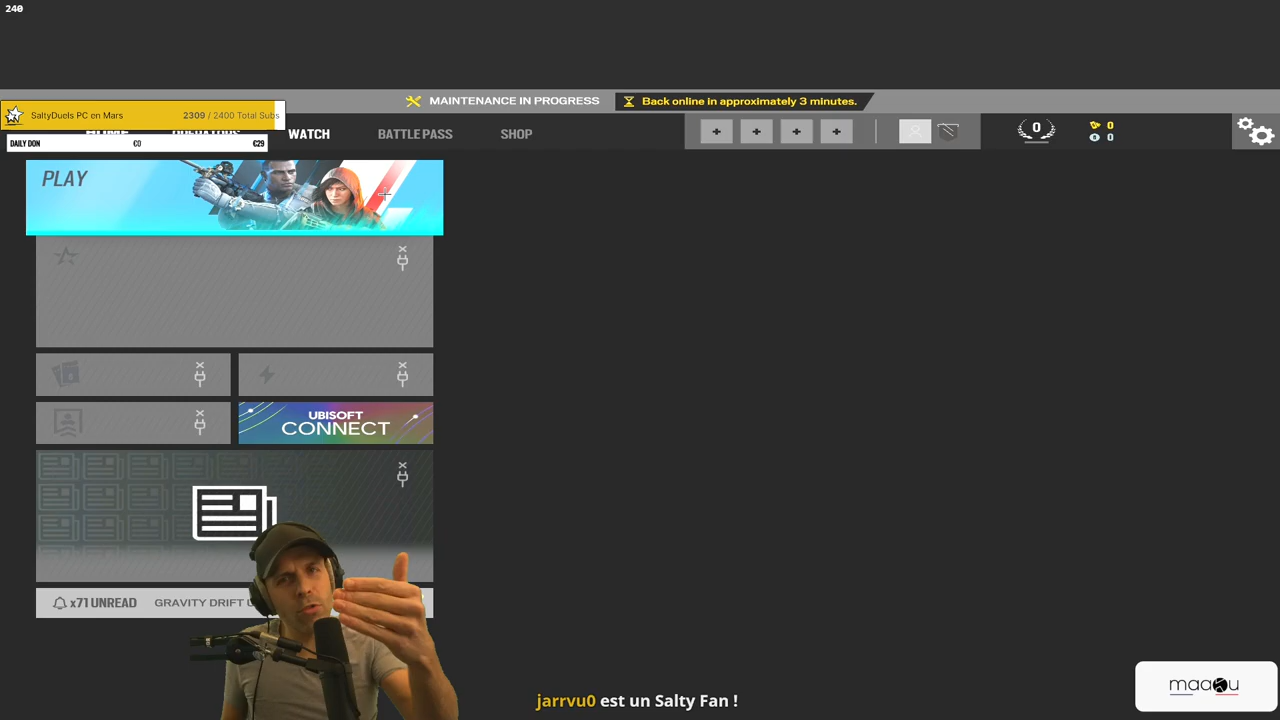 240
MAINTENANCE IN PROGRESS
Back online in approximately 3 minutes.
SaltyDuels PC en Mars
2309 / 2400 Total Subs
HOME
WATCH
BATTLE PASS
SHOP
DAILY DON
€0
€29
0
0
0
PLAY
UBISOFT
CONNECT
x71 UNREAD
GRAVITY DRIFT
jarrvu0 est un Salty Fan !
maaKu